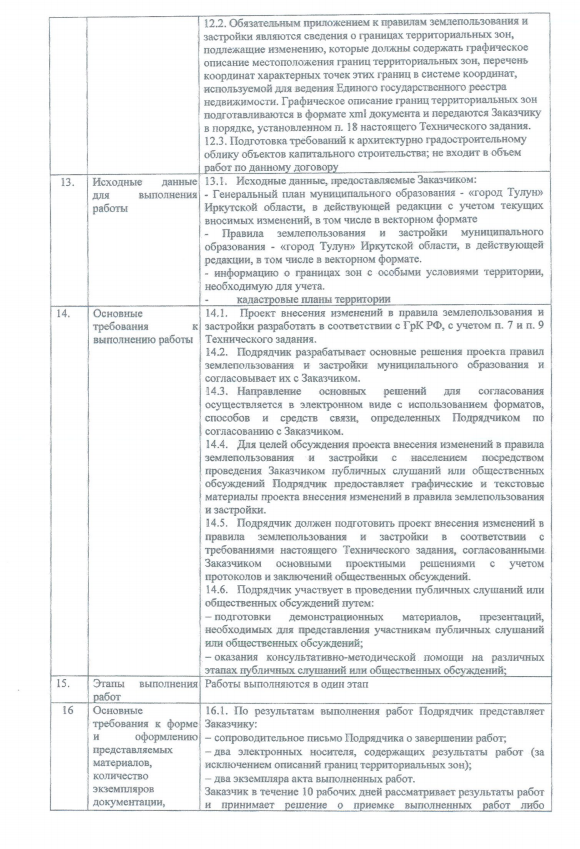 12.2. Обязательным приложением к правилам землепользования и
застройки являются сведения о границах территориальных зон,
подлежащие изменению, которые должны содержать графическое
описание местоположения границ территориальных зон, перечень
координат характерных точек этих границ в системе координат,
используемой для ведения Единого государственного реестра
недвижимости. Графическое описание границ территориальных зон
подготавливаются в формате xml документа и передаются Заказчику
в порядке, установленном п. 18 настоящего Технического задания.
12.3. Подготовка требований к архитектурно градостроительному
облику объектов капитального строительства; не входит в объем
работ по данному договору
13.
Исходные данные
для выполнения
работы
13.1. Исходные данные, предоставляемые Заказчиком:
- Генеральный план муниципального образования - «город Тулун»
Иркутской области, в действующей редакции с учетом текущих
вносимых изменений, в том числе в векторном формате
- Правила землепользования и застройки муниципального
образования - «город Тулун» Иркутской области, в действующей
редакции, в том числе в векторном формате.
- информацию о границах зон с особыми условиями территории,
необходимую для учета.
- кадастровые планы территории
14.
Основные
требования к
выполнению работы
14.1. Проект внесения изменений в правила землепользования и
застройки разработать в соответствии с ГрК РФ, с учетом п. 7 и п. 9
Технического задания.
14.2. Подрядчик разрабатывает основные решения проекта правил
землепользования и застройки муниципального образования и
согласовывает их с Заказчиком.
14.3. Направление основных решений для согласования
осуществляется в электронном виде с использованием форматов,
способов и средств связи, определенных Подрядчиком по
согласованию с Заказчиком.
14.4. Для целей обсуждения проекта внесения изменений в правила
землепользования и застройки с населением посредством
проведения Заказчиком публичных слушаний или общественных
обсуждений Подрядчик предоставляет графические и текстовые
материалы проекта внесения изменений в правила землепользования
и застройки.
14.5. Подрядчик должен подготовить проект внесения изменений в
правила землепользования и застройки в соответствии с
требованиями настоящего Технического задания, согласованными
Заказчиком основными проектными решениями с учетом
протоколов и заключений общественных обсуждений.
14.6. Подрядчик участвует в проведении публичных слушаний или
общественных обсуждений путем:
– подготовки демонстрационных материалов, презентаций,
необходимых для представления участникам публичных слушаний
или общественных обсуждений;
– оказания консультативно-методической помощи на различных
этапах публичных слушаний или общественных обсуждений;
15.
Этапы выполнения
работ
Работы выполняются в один этап
16
Основные
требования к форме
и оформлению
представляемых
материалов,
количество
экземпляров
документации,
16.1. По результатам выполнения работ Подрядчик представляет
Заказчику:
– сопроводительное письмо Подрядчика о завершении работ;
– два электронных носителя, содержащих результаты работ (за
исключением описаний границ территориальных зон);
– два экземпляра акта выполненных работ.
Заказчик в течение 10 рабочих дней рассматривает результаты работ
и принимает решение о приемке выполненных работ либо